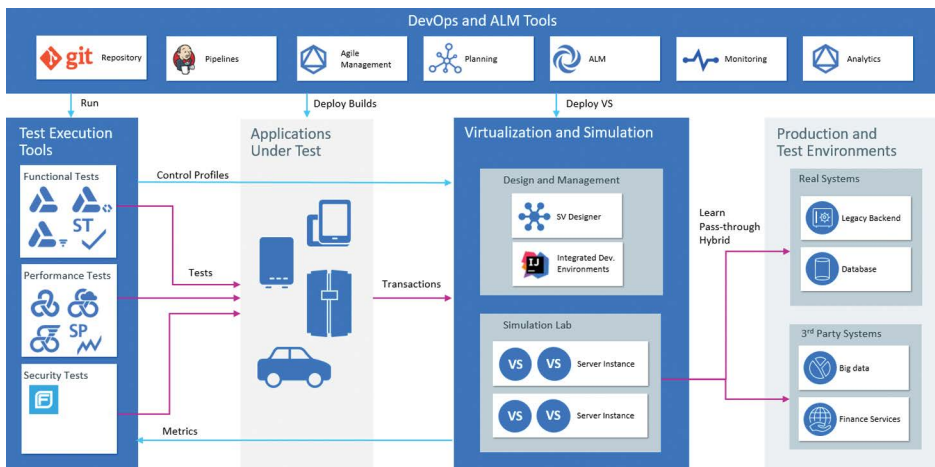 DevOps and ALM Tools
git Repository
Pipelines
Agile
Management
Planning
ALM
Monitoring
Analytics
Run
Deploy Builds
Deploy VS
Test Execution
Tools
Functional Tests
ST
Performance Tests
SP
Security Tests
F
Control Profiles
Tests
Transactions
Metrics
Applications
Under Test
Virtualization and Simulation
Design and Management
SV Designer
IJ
Integrated Dev.
Environments
Simulation Lab
VS VS Server Instance
VS VS Server Instance
Learn
Pass-through
Hybrid
Production and
Test Environments
Real Systems
Legacy Backend
Database
3rd Party Systems
Big data
Finance Services